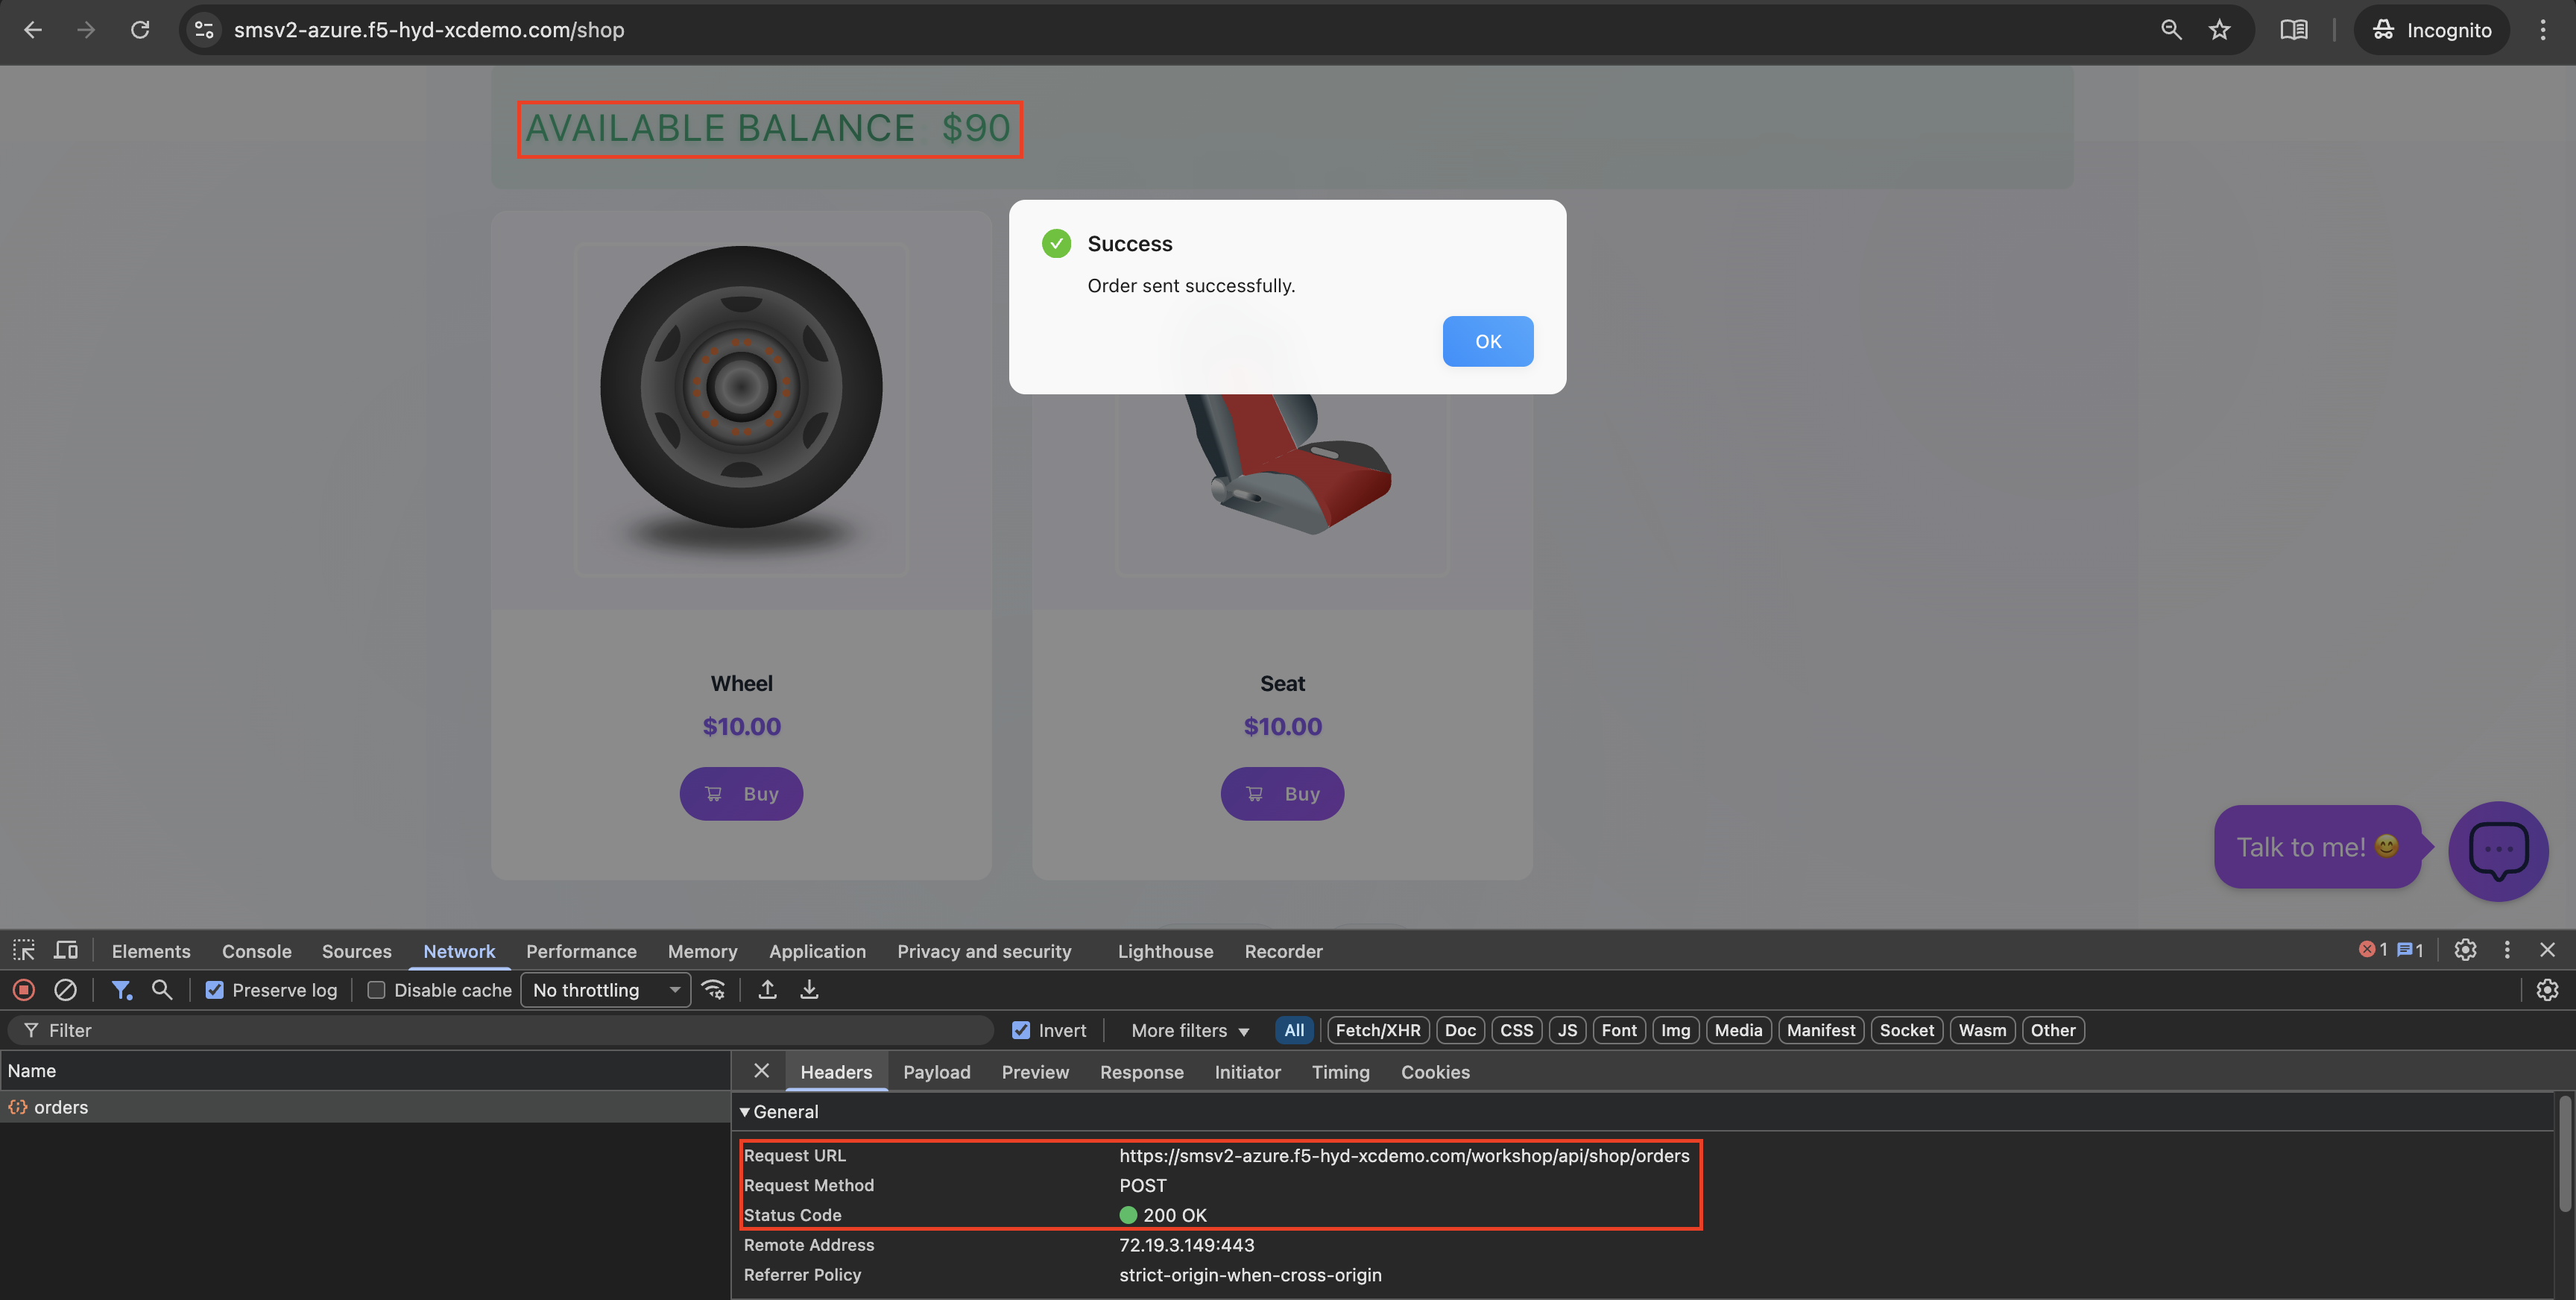 smsv2-azure.f5-hyd-xcdemo.com/shop
Incognito
AVAILABLE BALANCE $90
Success
Order sent successfully.
OK
Wheel
$10.00
Buy
Seat
$10.00
Buy
Talk to me! 😊
Elements Console Sources Network Performance Memory Application Privacy and security Lighthouse Recorder 1 1
Preserve log Disable cache No throttling
Filter Invert More filters All Fetch/XHR Doc CSS JS Font Img Media Manifest Socket Wasm Other
Name
orders
Headers Payload Preview Response Initiator Timing Cookies
General
Request URL https://smsv2-azure.f5-hyd-xcdemo.com/workshop/api/shop/orders
Request Method POST
Status Code 200 OK
Remote Address 72.19.3.149:443
Referrer Policy strict-origin-when-cross-origin